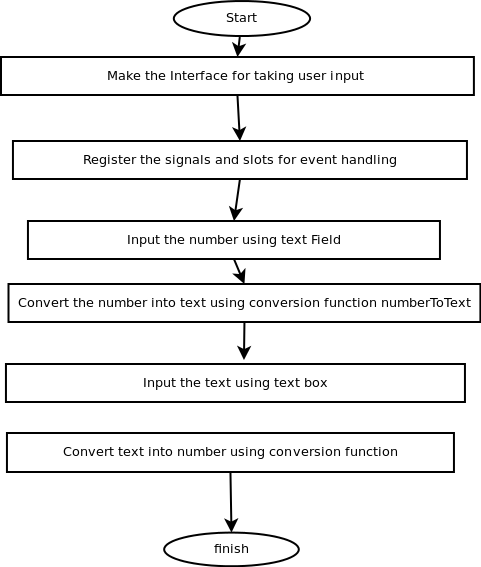 Start
Make the Interface for taking user input
Register the signals and slots for event handling
Input the number using text Field
Convert the number into text using conversion function numberToText
Input the text using text box
Convert text into number using conversion function
finish